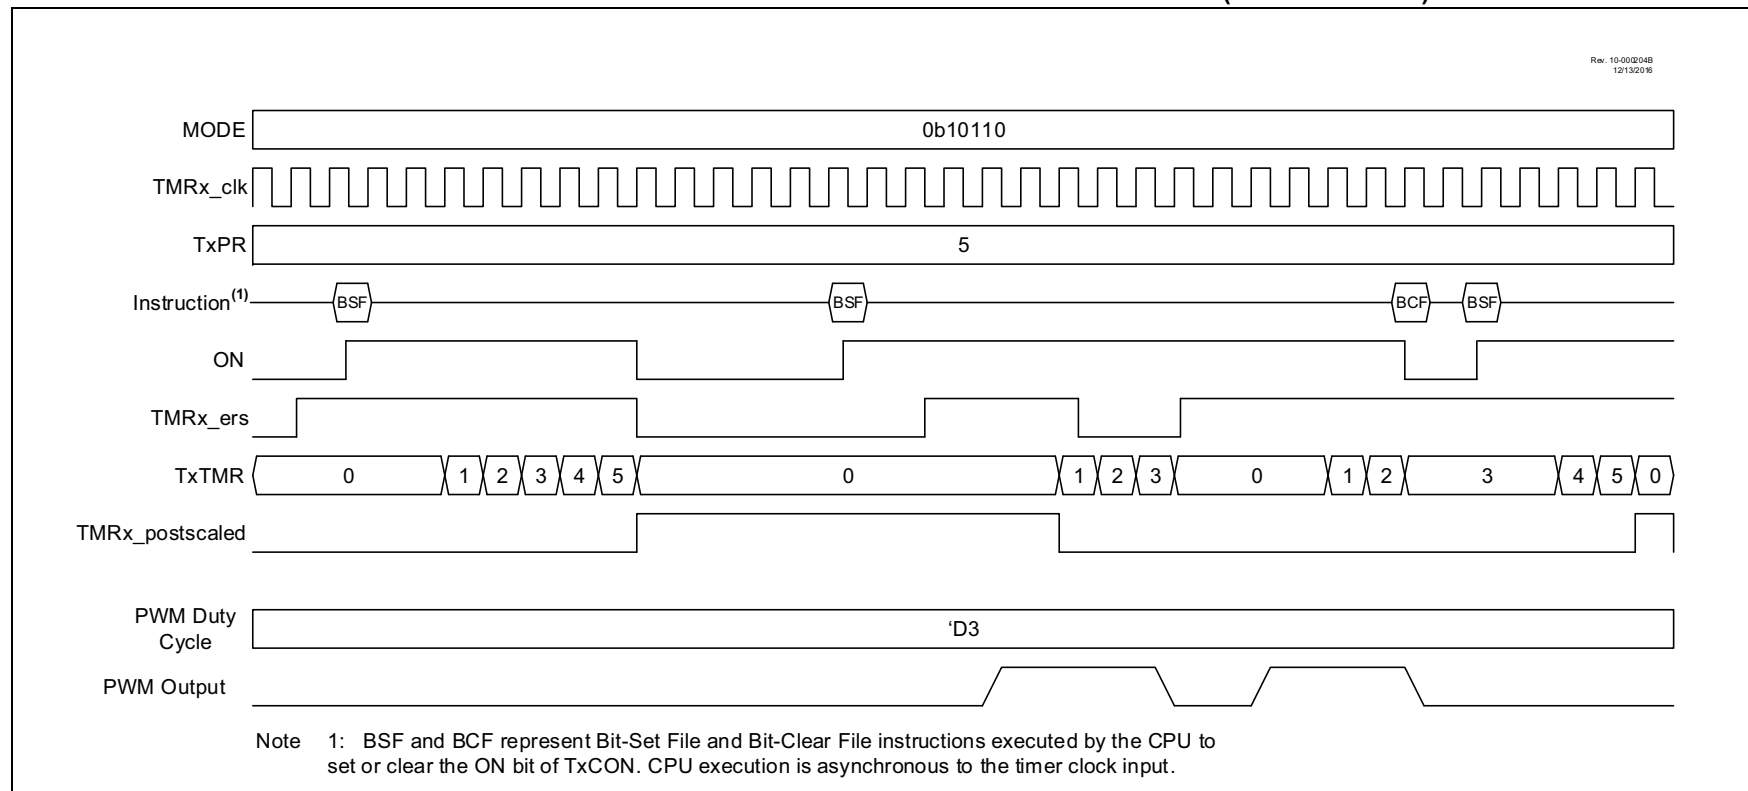 Rev. 10-000204B
12/13/2016
MODE 0b10110
TMRx_clk
TxPR 5
Instruction(1) BSF BSF BCF BSF
ON
TMRx_ers
TxTMR 0 1 2 3 4 5 0 1 2 3 0 1 2 3 4 5 0
TMRx_postscaled
PWM Duty
Cycle
‘D3
PWM Output
Note 1: BSF and BCF represent Bit-Set File and Bit-Clear File instructions executed by the CPU to
set or clear the ON bit of TxCON. CPU execution is asynchronous to the timer clock input.